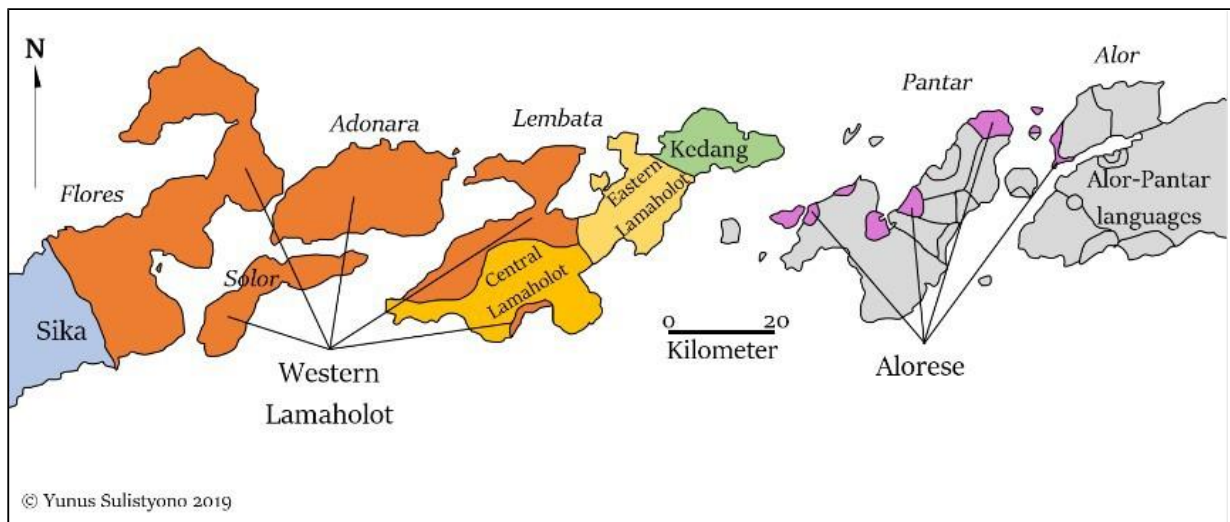 N
Flores
Adonara
Lembata
Pantar
Alor
Kedang
Eastern
Lamaholot
Alor-Pantar
languages
Solor
Central
Lamaholot
Sika
0 20
Kilometer
Western
Lamaholot
Alorese
© Yunus Sulistyono 2019